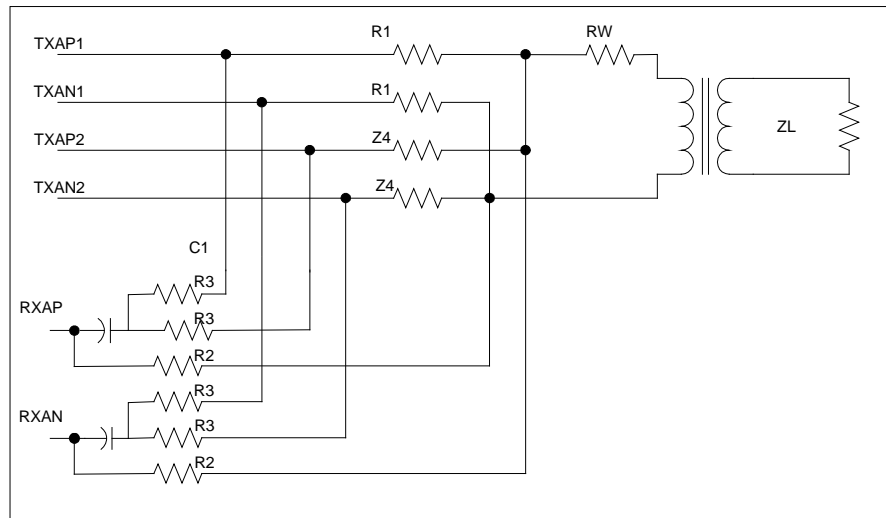 R1
RW
TXAP1
R1
TXAN1
ZL
Z4
TXAP2
Z4
TXAN2
C1
R3
RXAP
R3
R2
R3
RXAN
R3
R2